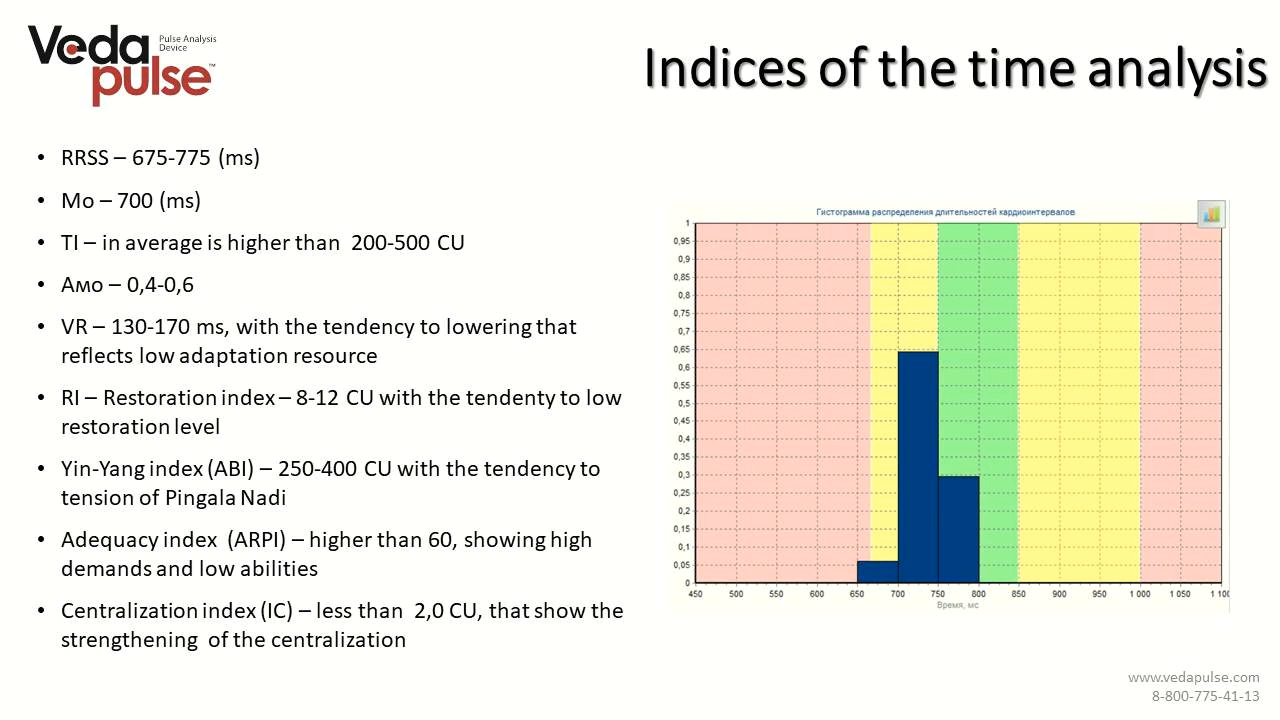 Veda
pulse™
Pulse Analysis
Device
Indices of the time analysis
• RRSS – 675-775 (ms)
• Mo – 700 (ms)
• TI – in average is higher than 200-500 CU
• Амо – 0,4-0,6
• VR – 130-170 ms, with the tendency to lowering that
reflects low adaptation resource
• RI – Restoration index – 8-12 CU with the tendenty to low
restoration level
• Yin-Yang index (ABI) – 250-400 CU with the tendency to
tension of Pingala Nadi
• Adequacy index (ARPI) – higher than 60, showing high
demands and low abilities
• Centralization index (IC) – less than 2,0 CU, that show the
strengthening of the centralization
Гистограмма распределения длительностей кардиоинтервалов
1
0,95
0,9
0,85
0,8
0,75
0,7
0,65
0,6
0,55
0,5
0,45
0,4
0,35
0,3
0,25
0,2
0,15
0,1
0,05
0
450 500 550 600 650 700 750 800 850 900 950 1 000 1 050 1 100
Время, мс
www.vedapulse.com
8-800-775-41-13